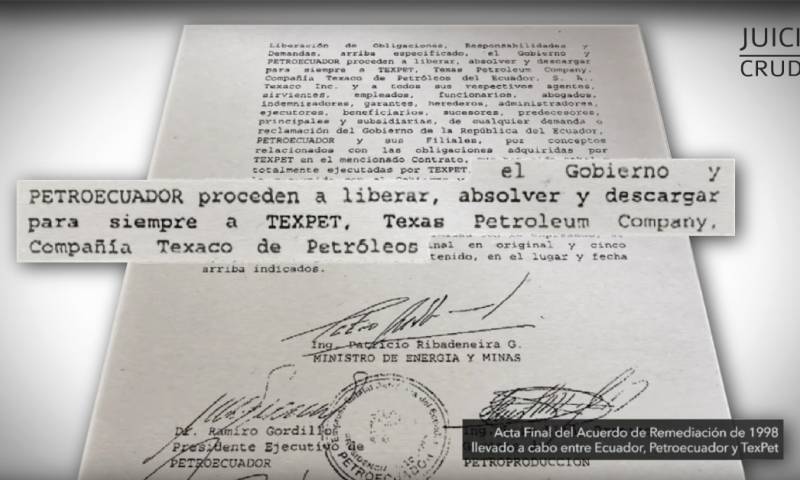 JUICI
CRUD
Liberación de Obligaciones, Responsabilidades y
Demandas, arriba especificado, el Gobierno y
PETROECUADOR proceden a liberar, absolver y descargar
para siempre a TEXPET, Texas Petroleum Company,
Compañía Texaco de Petróleos del Ecuador, S. A.,
Texaco Inc. y a todos sus respectivos agentes,
sirvientes, empleados, funcionarios, abogados,
indemnizadores, garantes, herederos, administradores,
ejecutores, beneficiarios, sucesores, predecesores,
principales y subsidiarias, de cualquier demanda o
reclamación del Gobierno de la República del Ecuador,
PETROECUADOR y sus Filiales, por conceptos
relacionados con las obligaciones adquiridas por
TEXPET en el mencionado Contrato,
totalmente ejecutadas por TEXPET
el Gobierno y
PETROECUADOR proceden a liberar, absolver y descargar
para siempre a TEXPET, Texas Petroleum Company,
Compañía Texaco de Petróleos
en original y cinco
tenido, en el lugar y fecha
arriba indicados.
Ing. Patricio Ribadeneira G.
MINISTRO DE ENERGIA Y MINAS
Dr. Ramiro Gordillo
Presidente Ejecutivo de
PETROECUADOR
PETROPRODUCCION
Acta Final del Acuerdo de Remediación de 1998
llevado a cabo entre Ecuador, Petroecuador y TexPet